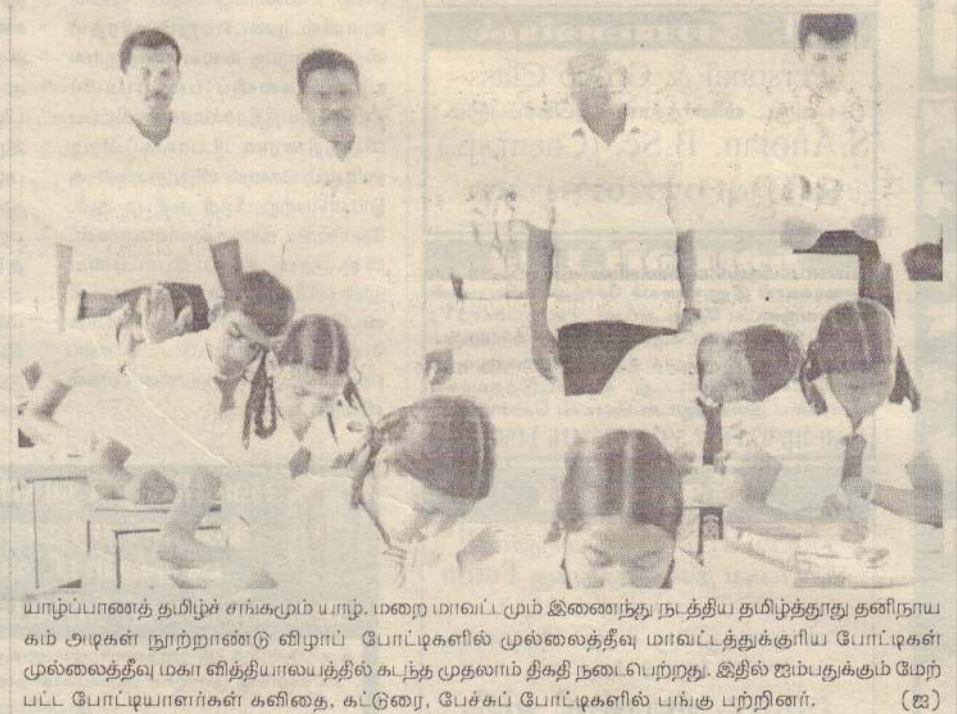 யாழ்ப்பாணத் தமிழ்ச் சங்கமும் யாழ். மறை மாவட்டமும் இணைந்து நடத்திய தமிழ்த்தூது தனிநாய
கம் அடிகள் நூற்றாண்டு விழாப் போட்டிகளில் முல்லைத்தீவு மாவட்டத்துக்குரிய போட்டிகள்
முல்லைத்தீவு மகா வித்தியாலயத்தில் கடந்த முதலாம் திகதி நடைபெற்றது. இதில் ஐம்பதுக்கும் மேற்
பட்ட போட்டியாளர்கள் கவிதை, கட்டுரை, பேச்சுப் போட்டிகளில் பங்கு பற்றினர். (ஐ)